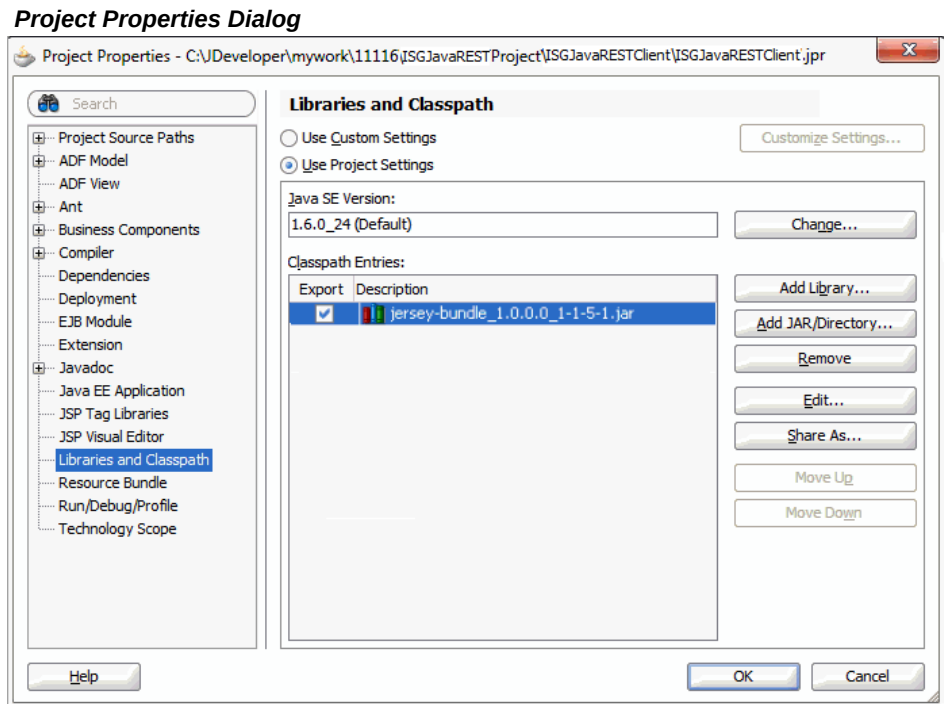 Project Properties Dialog
Project Properties - C:\JDeveloper\mywork\11116\ISGJavaRESTProject\ISGJavaRESTClient\ISGJavaRESTClient.jpr
Search
Project Source Paths
ADF Model
ADF View
Ant
Business Components
Compiler
Dependencies
Deployment
EJB Module
Extension
Javadoc
Java EE Application
JSP Tag Libraries
JSP Visual Editor
Libraries and Classpath
Resource Bundle
Run/Debug/Profile
Technology Scope
Libraries and Classpath
Use Custom Settings
Customize Settings...
Use Project Settings
Java SE Version:
1.6.0_24 (Default)
Change...
Classpath Entries:
Export Description
jersey-bundle_1.0.0.0_1-1-5-1.jar
Add Library...
Add JAR/Directory...
Remove
Edit...
Share As...
Move Up
Move Down
Help
OK
Cancel